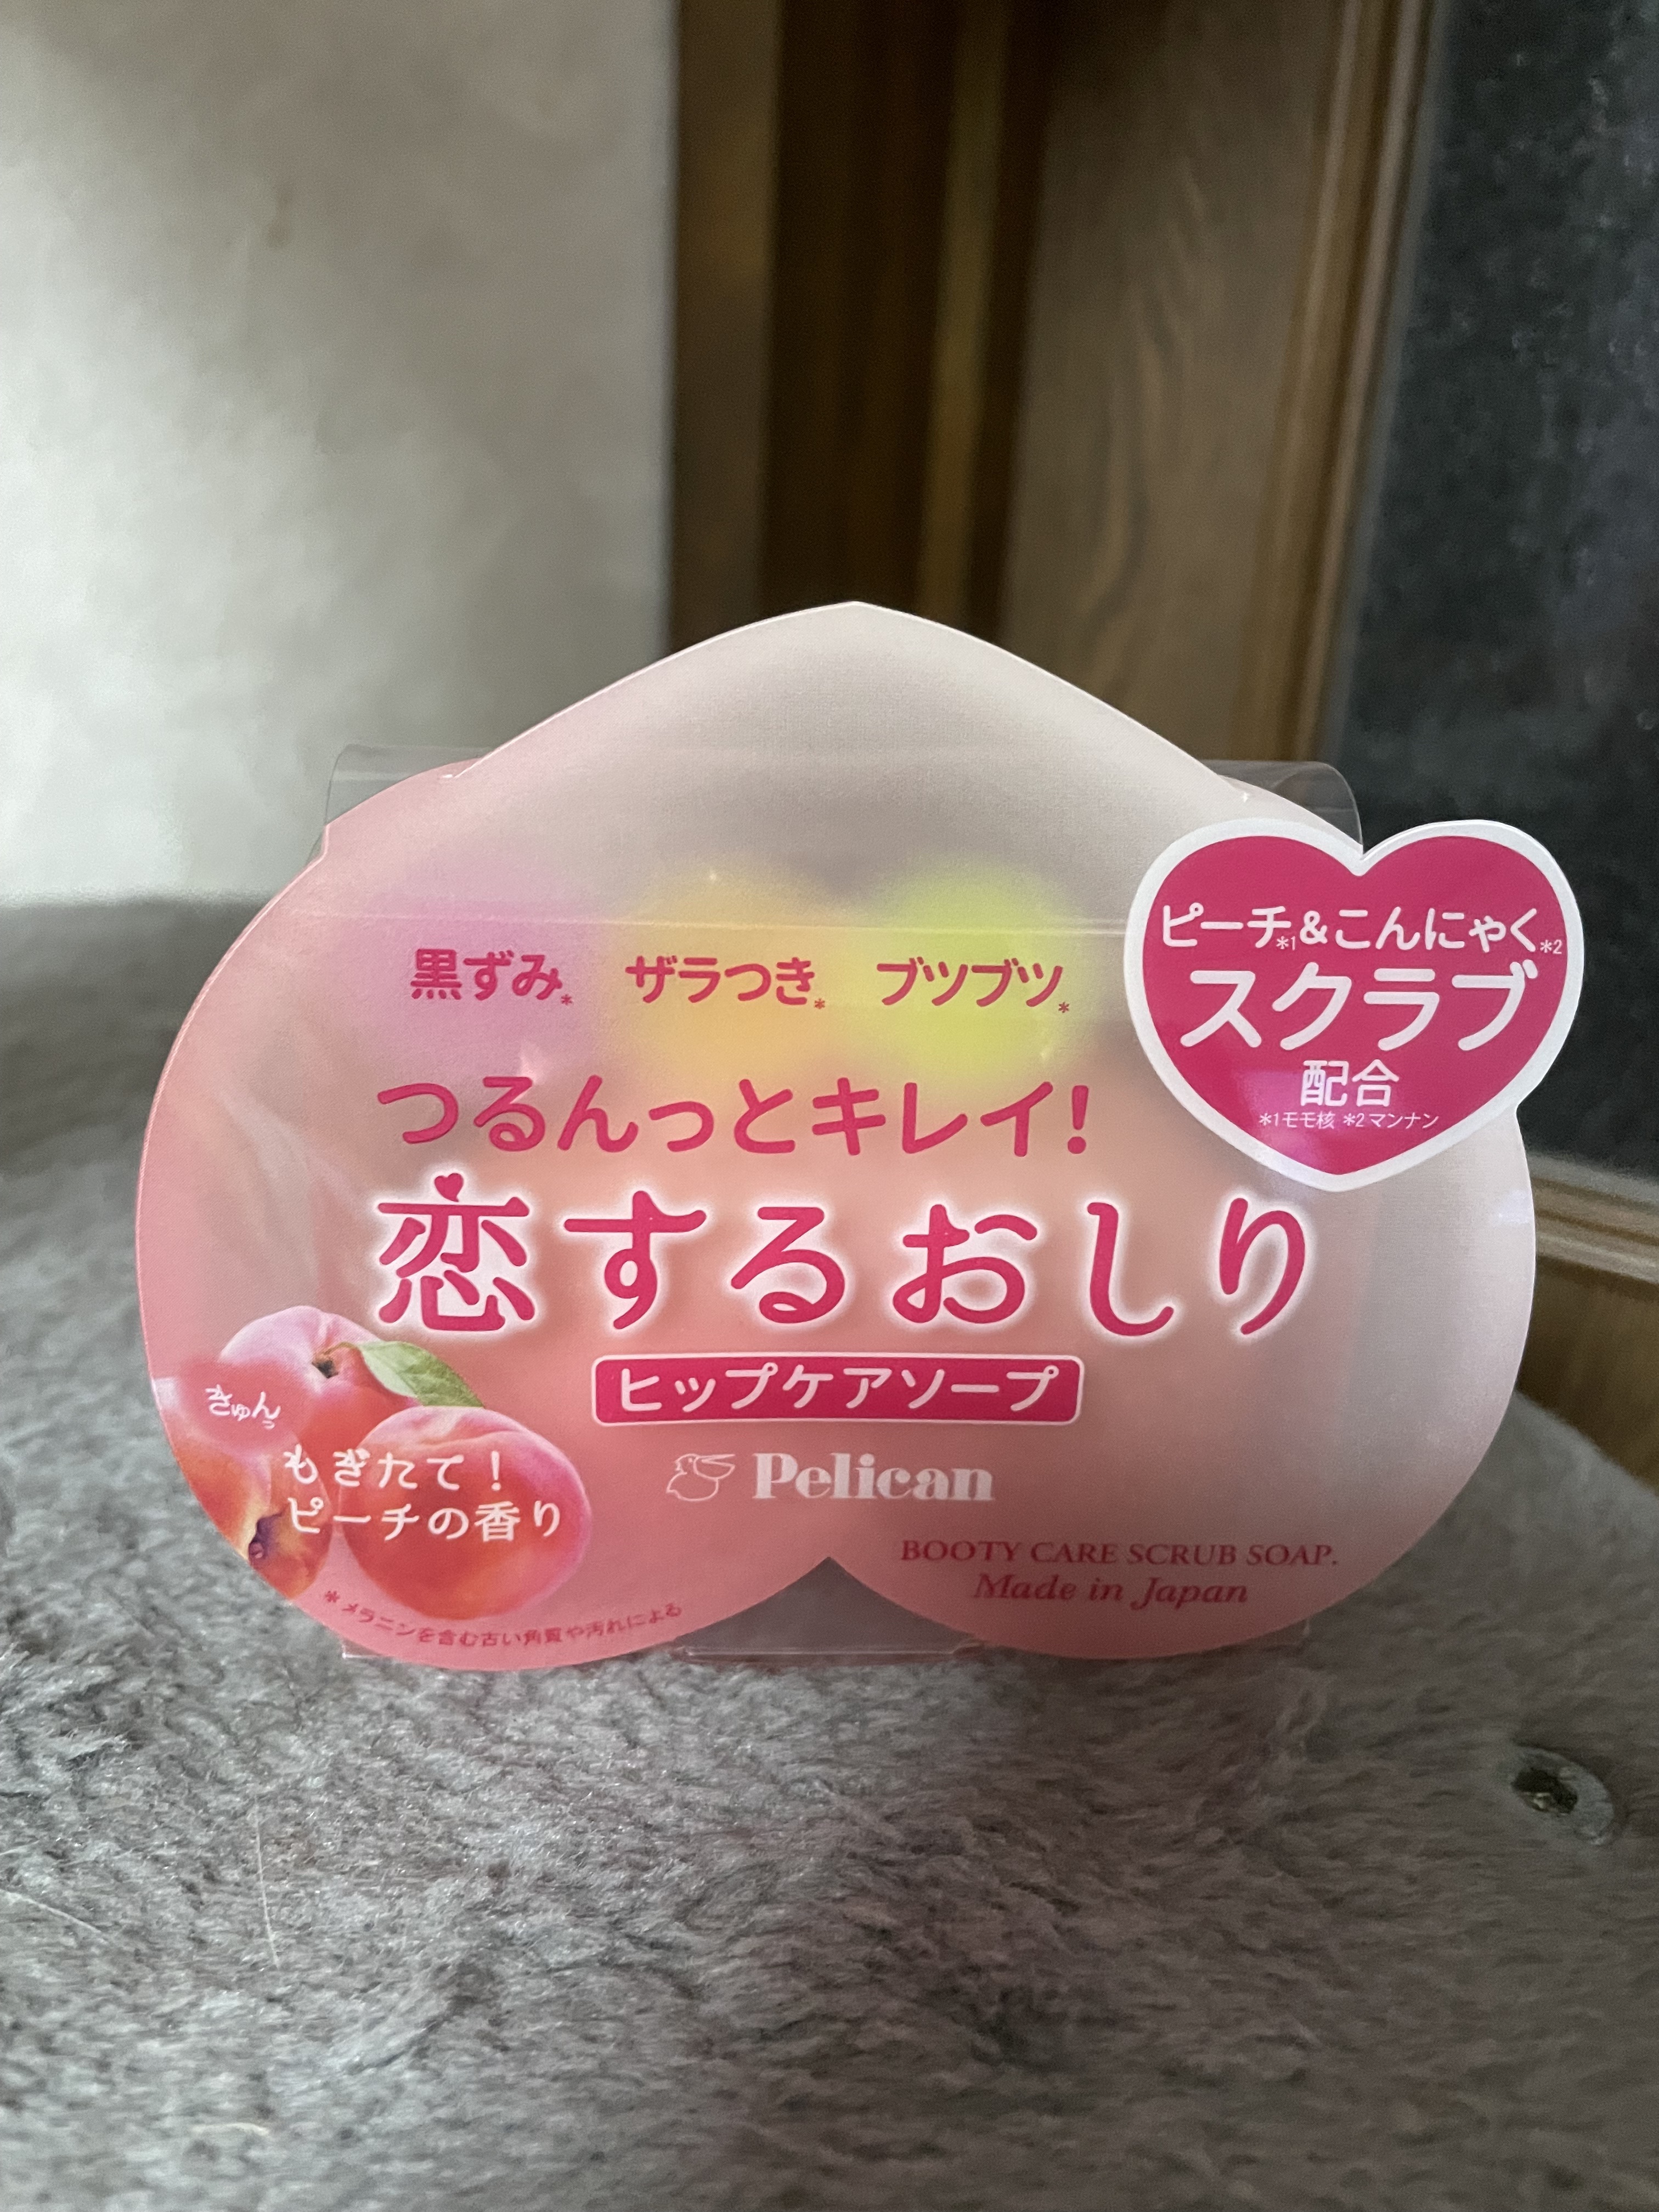 黒ずみ* ザラつき* ブツブツ*
ピーチ*1&こんにゃく*2
スクラブ
配合
*1モモ核 *2マンナン
つるんっとキレイ!
恋するおしり
ヒップケアソープ
きゅんっ
もぎたて!
ピーチの香り
Pelican
BOOTY CARE SCRUB SOAP.
Made in Japan
*メラニンを含む古い角質や汚れによる